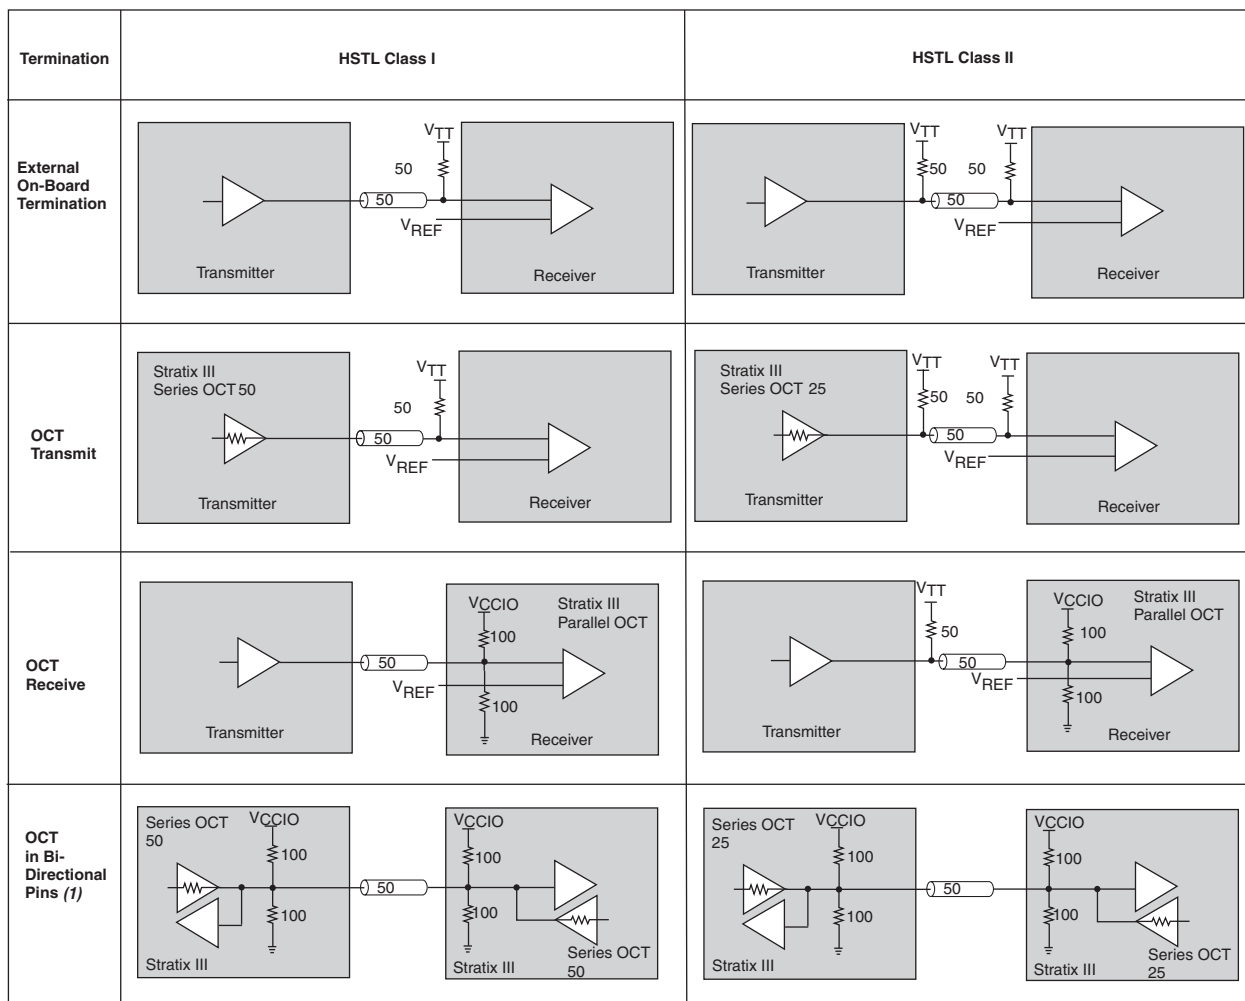 Termination
HSTL Class I
HSTL Class II
External
On-Board
Termination
VTT
50
50
VREF
Transmitter
Receiver
VTT
VTT
50
50
50
VREF
Transmitter
Receiver
OCT
Transmit
Stratix III
Series OCT 50
VTT
50
50
VREF
Transmitter
Receiver
Stratix III
Series OCT 25
VTT
VTT
50
50
50
VREF
Transmitter
Receiver
OCT
Receive
VCCIO
Stratix III
Parallel OCT
100
50
VREF
100
Transmitter
Receiver
VTT
50
VCCIO
Stratix III
Parallel OCT
100
50
VREF
100
Transmitter
Receiver
OCT
in Bi-
Directional
Pins (1)
Series OCT
50
VCCIO
100
100
Stratix III
50
VCCIO
100
100
Stratix III
Series OCT
50
Series OCT
25
VCCIO
100
100
Stratix III
50
VCCIO
100
100
Stratix III
Series OCT
25